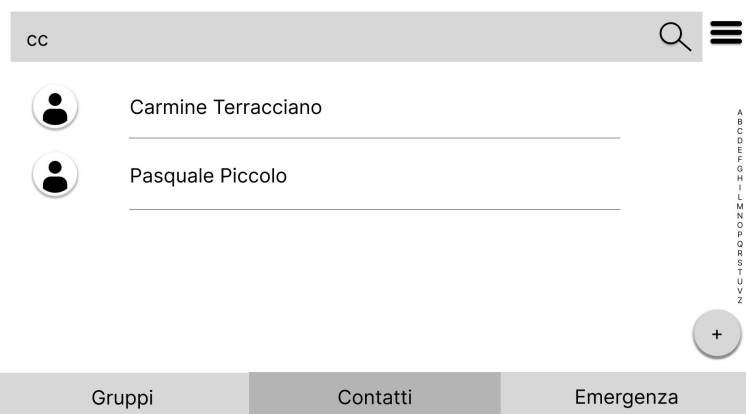 cc
Carmine Terracciano
Pasquale Piccolo
A
B
C
D
E
F
G
H
I
L
M
N
O
P
Q
R
S
T
U
V
Z
+
Gruppi
Contatti
Emergenza